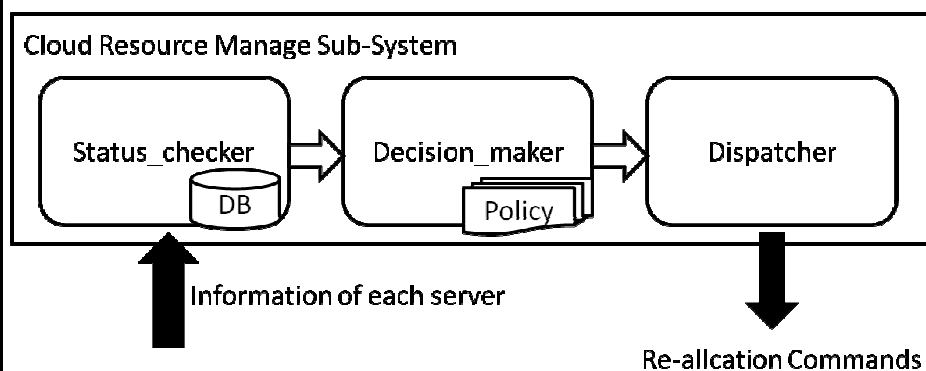 Cloud Resource Manage Sub-System
Status_checker
DB
Decision_maker
Policy
Dispatcher
Information of each server
Re-allcation Commands